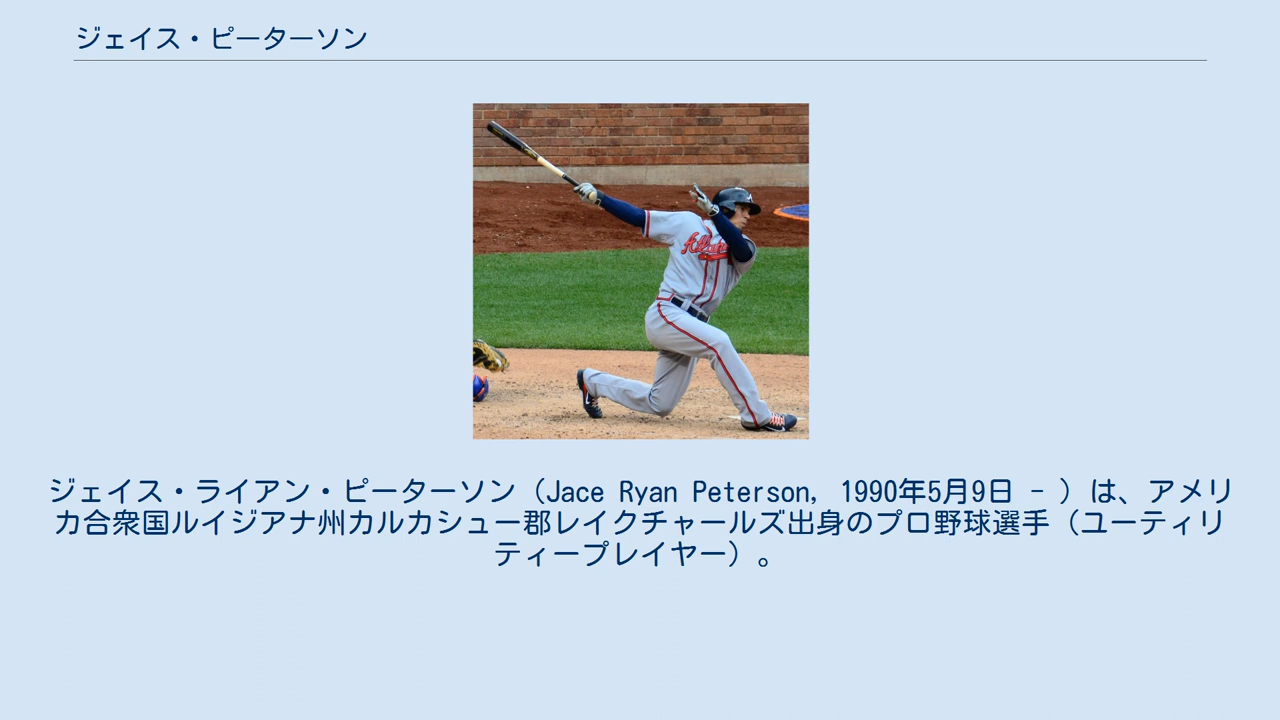 ジェイス・ピーターソン
ジェイス・ライアン・ピーターソン（Jace Ryan Peterson, 1990年5月9日 - ）は、アメリ
カ合衆国ルイジアナ州カルカシュー郡レイクチャールズ出身のプロ野球選手（ユーティリ
ティープレイヤー）。